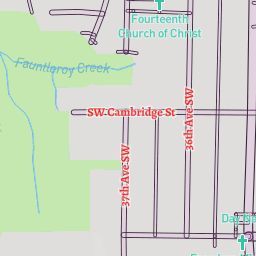 Fourteenth
Church of Christ
Fauntleroy Creek
SW Cambridge St
36th Ave SW
37th Ave SW